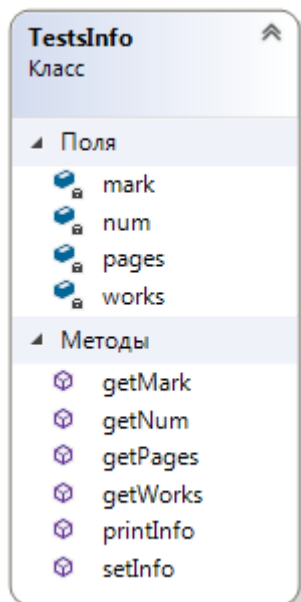 TestsInfo
Класс
Поля
mark
num
pages
works
Методы
getMark
getNum
getPages
getWorks
printInfo
setInfo